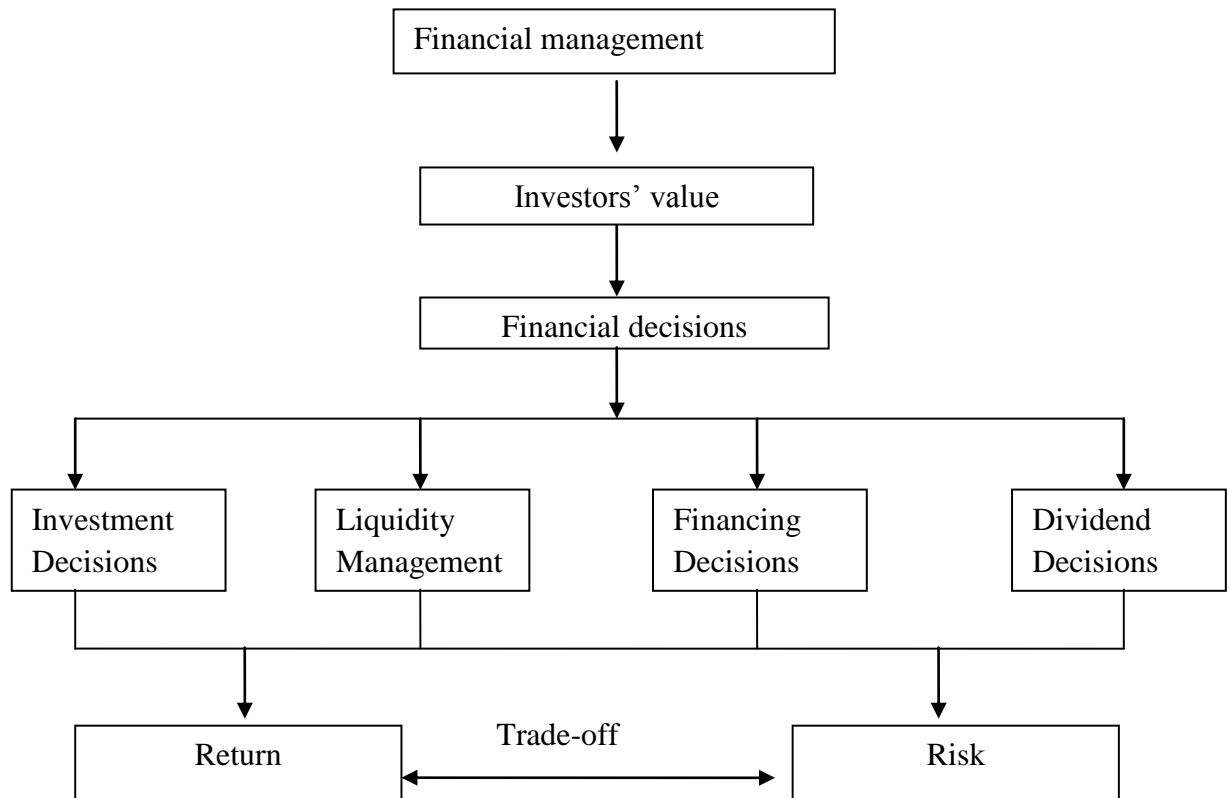 Financial management
Investors’ value
Financial decisions
Investment
Decisions
Liquidity
Management
Financing
Decisions
Dividend
Decisions
Trade-off
Return
Risk